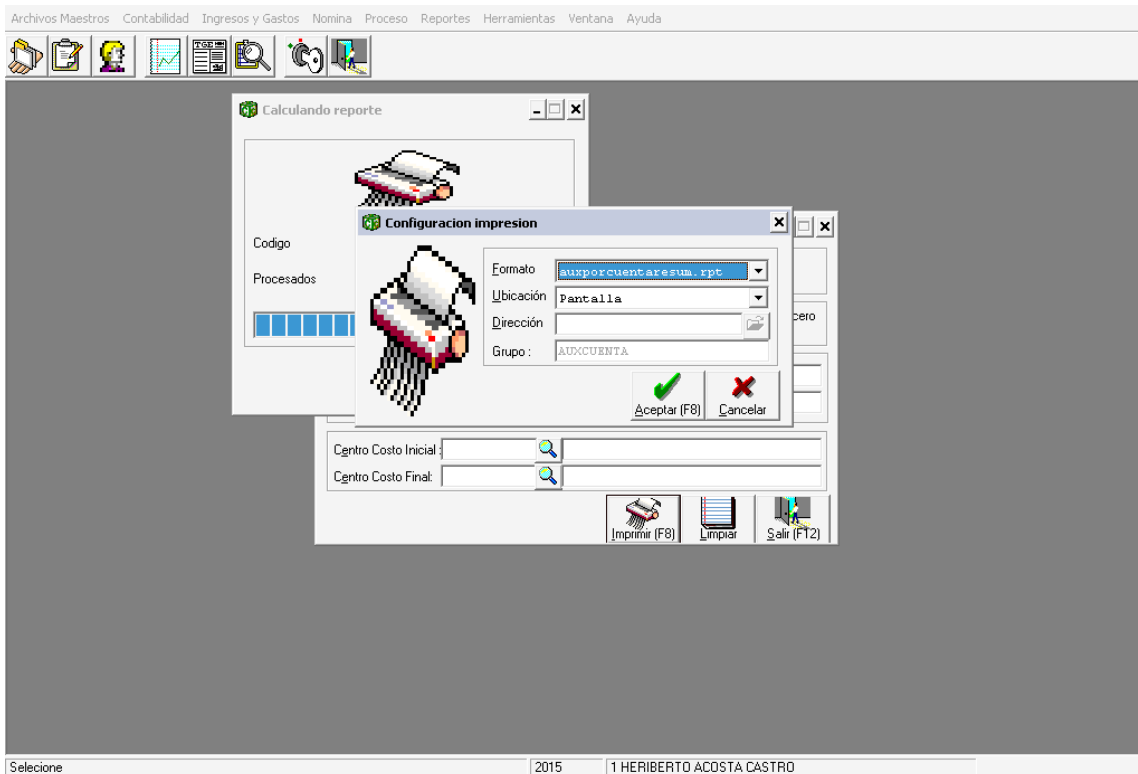 Archivos Maestros Contabilidad Ingresos y Gastos Nomina Proceso Reportes Herramientas Ventana Ayuda
TGE
Calculando reporte
Codigo
Procesados
Configuracion impresion
Formato auxporcuentaresum.rpt
Ubicación Pantalla
Dirección
Grupo : AUXCUENTA
Aceptar (F8) Cancelar
cero
Centro Costo Inicial :
Centro Costo Final:
Imprimir (F8) Limpiar Salir (F12)
Selecione 2015 1 HERIBERTO ACOSTA CASTRO